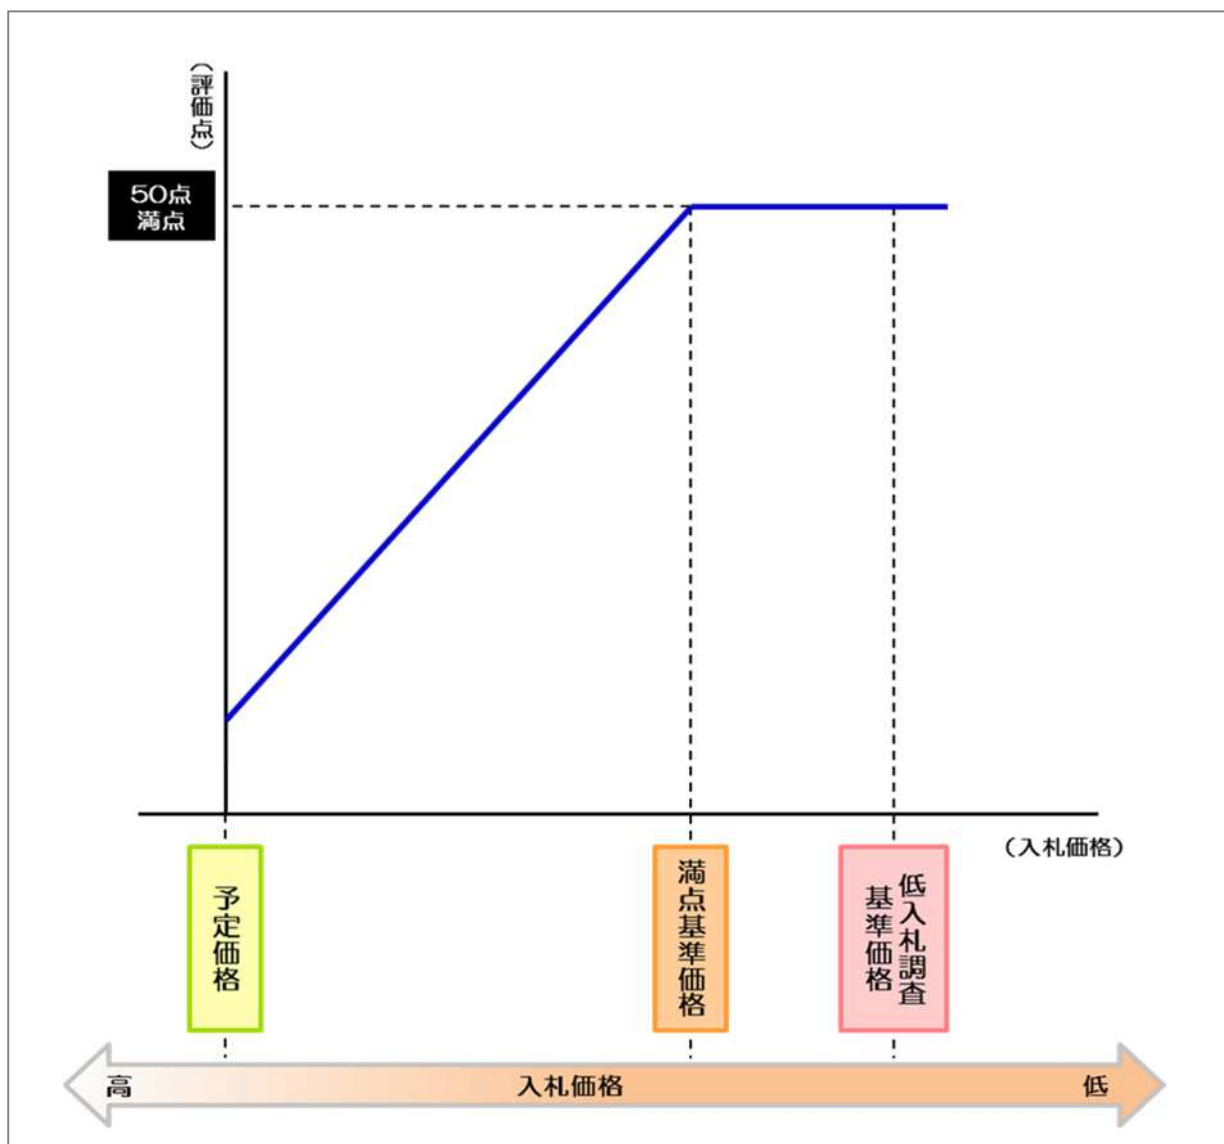 （評価点）
50点
満点
（入札価格）
予定価格
満点基準価格
低入札調査
基準価格
高
入札価格
低